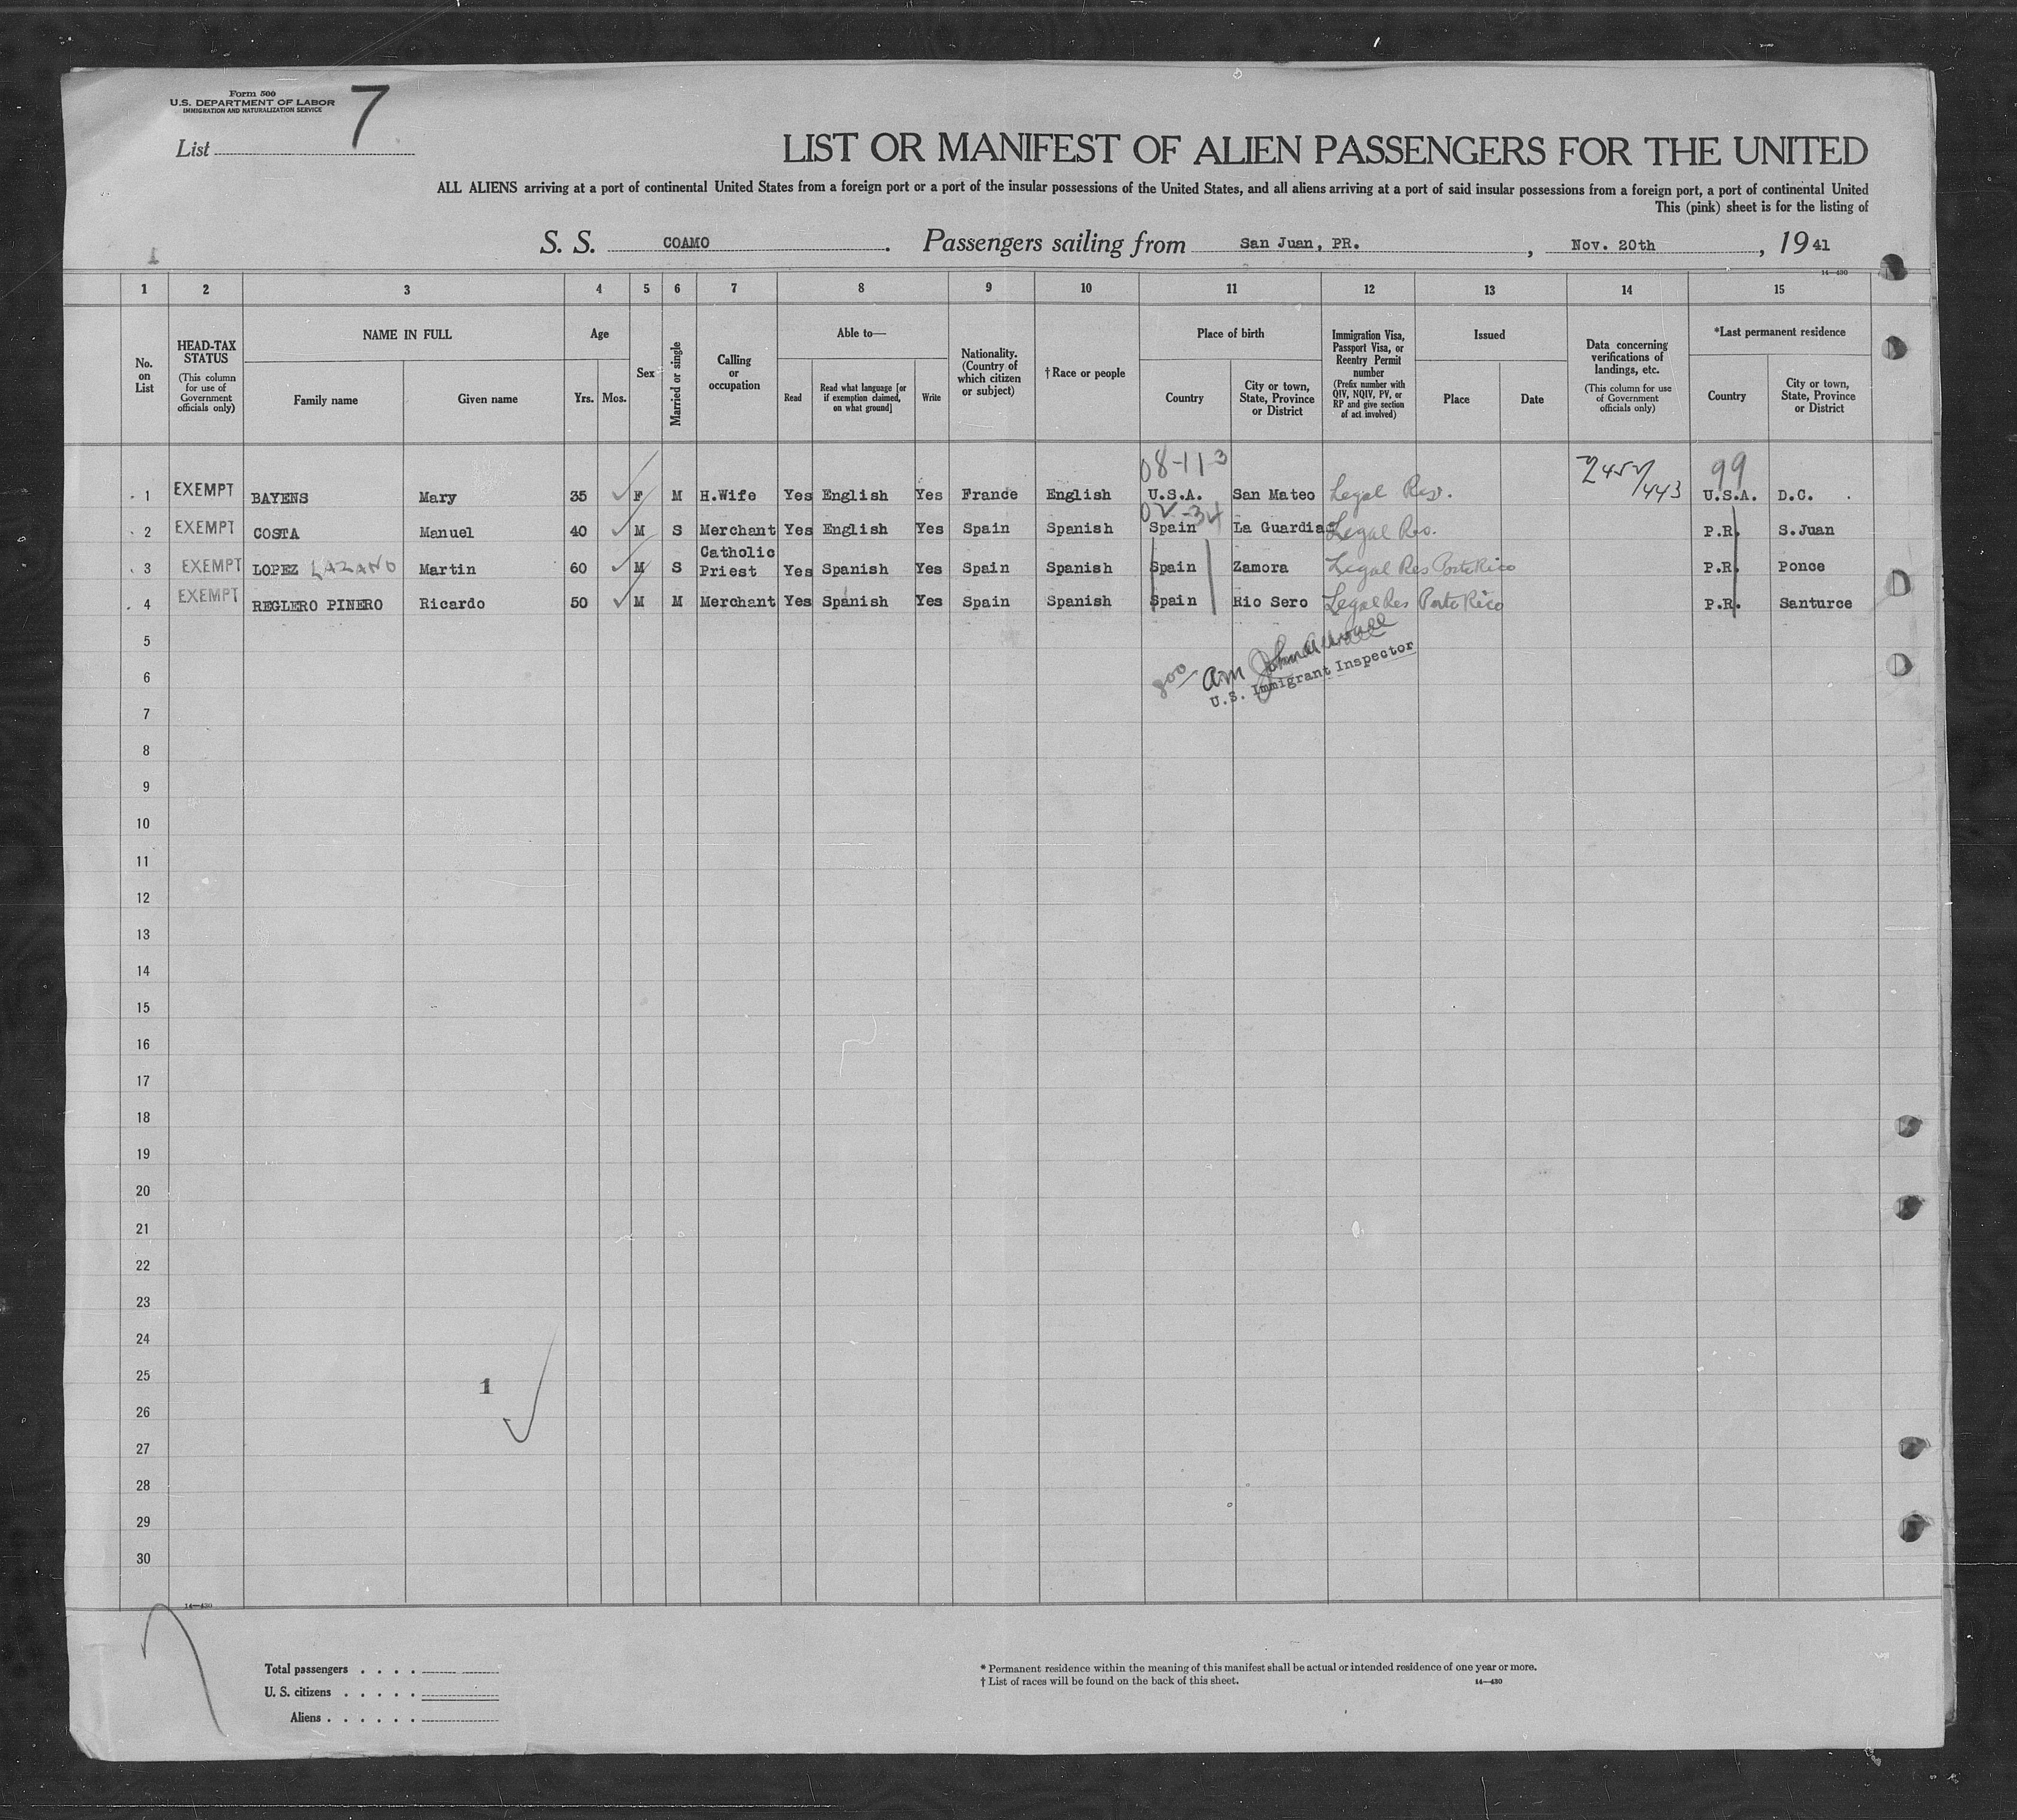 Form 500
U.S. DEPARTMENT OF LABOR
IMMIGRATION AND NATURALIZATION SERVICE
List 7
LIST OR MANIFEST OF ALIEN PASSENGERS FOR THE UNITED
ALL ALIENS arriving at a port of continental United States from a foreign port or a port of the insular possessions of the United States, and all aliens arriving at a port of said insular possessions from a foreign port, a port of continental United
This (pink) sheet is for the listing of
1
S. S. COAMO. Passengers sailing from San Juan, PR., Nov. 20th, 19 41
14—430
1 2 3 4 5 6 7 8 9 10 11 12 13 14 15
No. on List
HEAD-TAX STATUS
(This column for use of Government officials only)
NAME IN FULL
Family name
Given name
Age
Yrs. Mos.
Sex
Married or single
Calling or occupation
Able to—
Read
Read what language [or if exemption claimed, on what ground]
Write
Nationality. (Country of which citizen or subject)
†Race or people
Place of birth
Country
City or town, State, Province or District
Immigration Visa, Passport Visa, or Reentry Permit number
(Prefix number with QIV, NQIV, PV, or RP and give section of act involved)
Issued
Place
Date
Data concerning verifications of landings, etc.
(This column for use of Government officials only)
*Last permanent residence
Country
City or town, State, Province or District
08-113 99
1 EXEMPT BAYENS Mary 35 F M H.Wife Yes English Yes France English U.S.A. San Mateo Legal Res. U.S.A. D.C.
02-34
2 EXEMPT COSTA Manuel 40 M S Merchant Yes English Yes Spain Spanish Spain La Guardia Legal Res. P.R. S.Juan
3 EXEMPT LOPEZ LAZANO Martin 60 M S Catholic Priest Yes Spanish Yes Spain Spanish Spain Zamora Legal Res Porto Rico P.R. Ponce
4 EXEMPT REGLERO PINERO Ricardo 50 M M Merchant Yes Spanish Yes Spain Spanish Spain Rio Sero Legal Res Porto Rico P.R. Santurce
5
6
U.S. Immigrant Inspector
7
8
9
10
11
12
13
14
15
16
17
18
19
20
21
22
23
24
25
1
26
27
28
29
30
14—430
Total passengers . . . .
U. S. citizens . . . . .
Aliens . . . . . .
* Permanent residence within the meaning of this manifest shall be actual or intended residence of one year or more.
† List of races will be found on the back of this sheet.
14—430